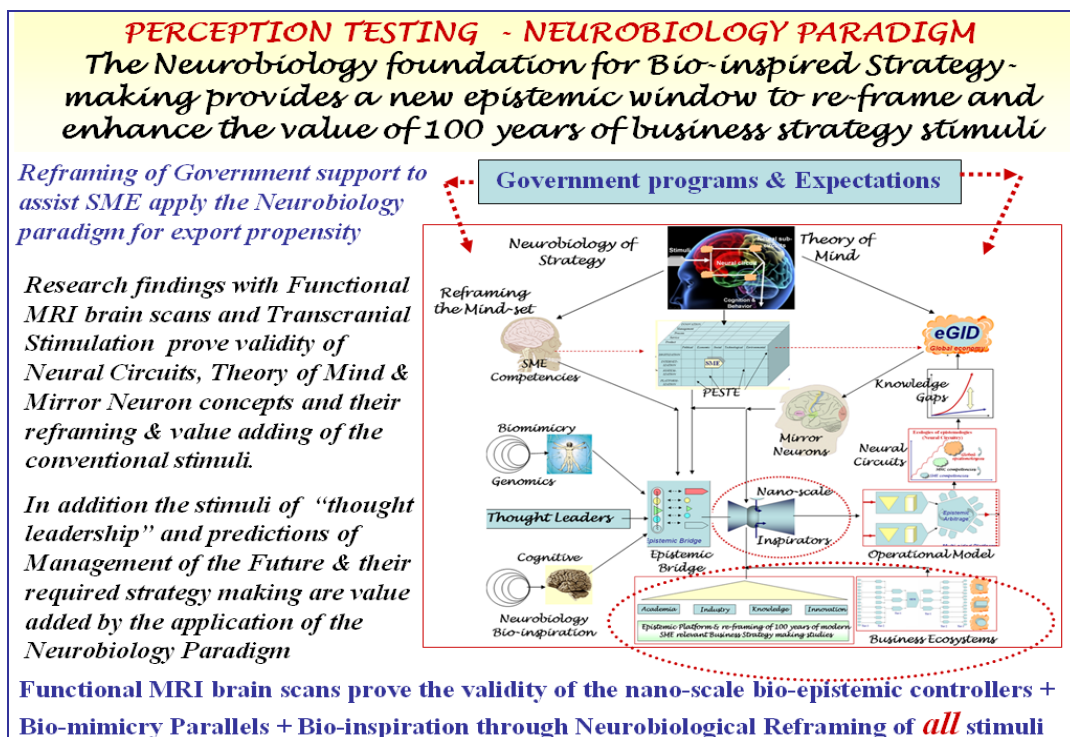 PERCEPTION TESTING - NEUROBIOLOGY PARADIGM
The Neurobiology foundation for Bio-inspired Strategy-
making provides a new epistemic window to re-frame and
enhance the value of 100 years of business strategy stimuli
Reframing of Government support to
assist SME apply the Neurobiology
paradigm for export propensity
Research findings with Functional
MRI brain scans and Transcranial
Stimulation prove validity of
Neural Circuits, Theory of Mind &
Mirror Neuron concepts and their
reframing & value adding of the
conventional stimuli.
In addition the stimuli of "thought
leadership" and predictions of
Management of the Future & their
required strategy making are value
added by the application of the
Neurobiology Paradigm
Government programs & Expectations
Neurobiology of
Strategy
Stimuli
Cognition &
Behavior
Theory of
Mind
Reframing
the Mind-set
SME
Competencies
SME
PESTE
eGID
Global economy
Knowledge
Gaps
Mirror
Neurons
Neural
Circuits
Biomimicry
Genomics
Thought Leaders
Cognitive
Neurobiology
Bio-inspiration
Epistemic Bridge
Epistemic
Bridge
Nano-scale
Inspirators
Epistemic
Arbitrage
Operational Model
Academia
Industry
Knowledge
Innovation
Epistemic Platform & re-framing of 100 years of modern
SME relevant Business Strategy making studies
Business Ecosystems
Functional MRI brain scans prove the validity of the nano-scale bio-epistemic controllers +
Bio-mimicry Parallels + Bio-inspiration through Neurobiological Reframing of all stimuli